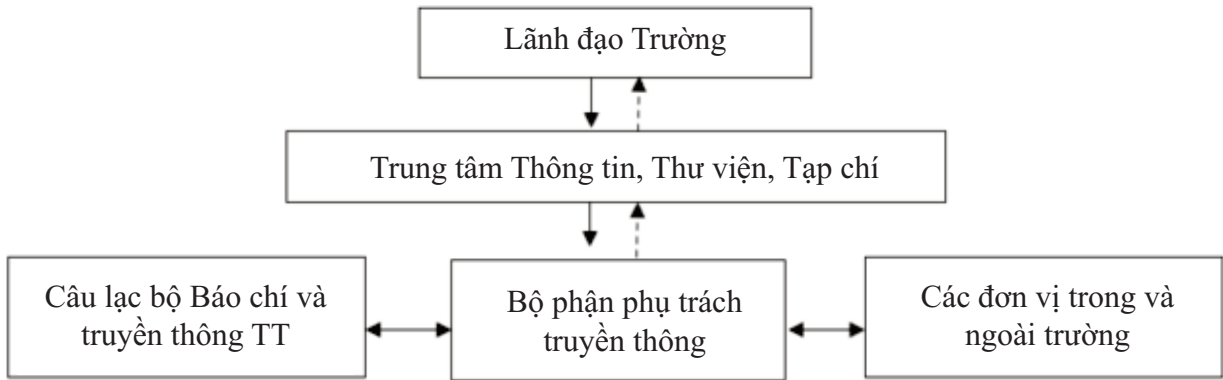 Lãnh đạo Trường
Trung tâm Thông tin, Thư viện, Tạp chí
Câu lạc bộ Báo chí và
truyền thông TT
Bộ phận phụ trách
truyền thông
Các đơn vị trong và
ngoài trường